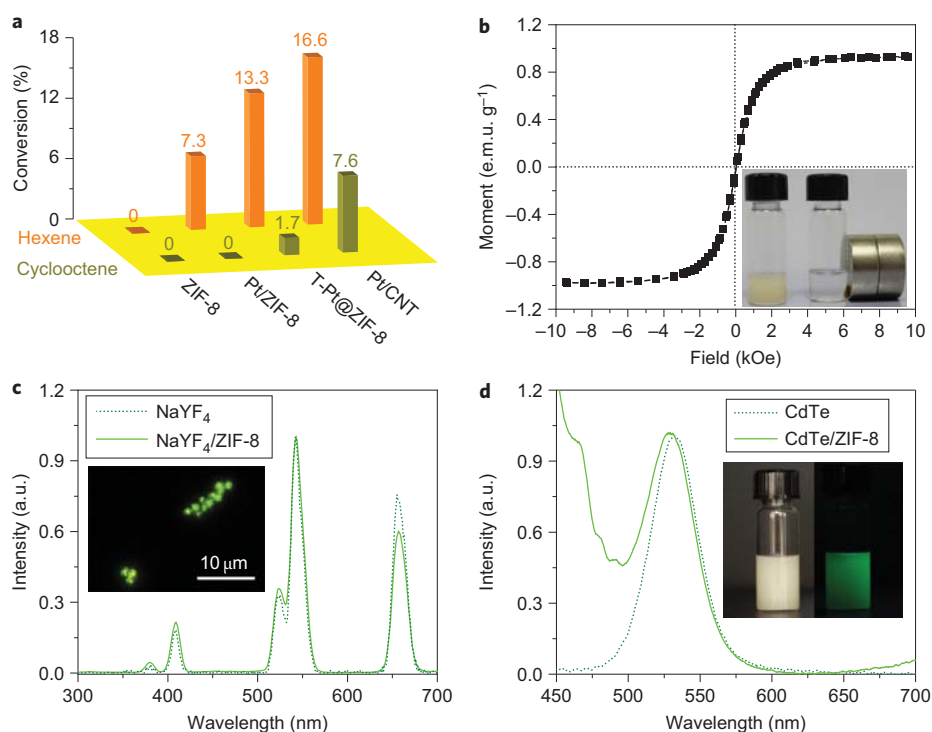 a
18
12
6
0
Conversion (%)
0
7.3
13.3
16.6
0
0
1.7
7.6
Hexene
Cyclooctene
ZIF-8
Pt/ZIF-8
T-Pt@ZIF-8
Pt/CNT
b
1.2
0.8
0.4
0.0
−0.4
−0.8
−1.2
Moment (e.m.u. g⁻¹)
−10 −8 −6 −4 −2 0 2 4 6 8 10
Field (kOe)
c
1.2
0.9
0.6
0.3
0.0
Intensity (a.u.)
NaYF₄
NaYF₄/ZIF-8
10 μm
300 400 500 600 700
Wavelength (nm)
d
1.2
0.9
0.6
0.3
0.0
Intensity (a.u.)
CdTe
CdTe/ZIF-8
450 500 550 600 650 700
Wavelength (nm)